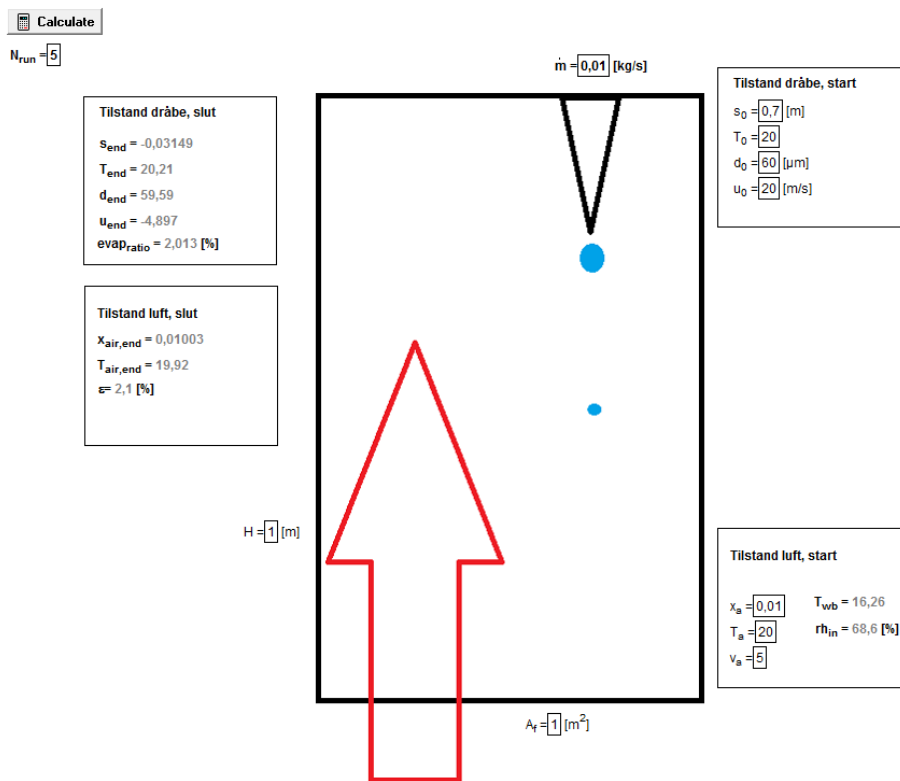 Calculate
N_run = 5
ṁ = 0,01 [kg/s]
Tilstand dråbe, slut
s_end = -0,03149
T_end = 20,21
d_end = 59,59
u_end = -4,897
evap_ratio = 2,013 [%]
Tilstand luft, slut
x_air,end = 0,01003
T_air,end = 19,92
ε= 2,1 [%]
Tilstand dråbe, start
s_0 = 0,7 [m]
T_0 = 20
d_0 = 60 [µm]
u_0 = 20 [m/s]
H = 1 [m]
Tilstand luft, start
x_a = 0,01 T_wb = 16,26
T_a = 20 rh_in = 68,6 [%]
v_a = 5
A_f = 1 [m²]